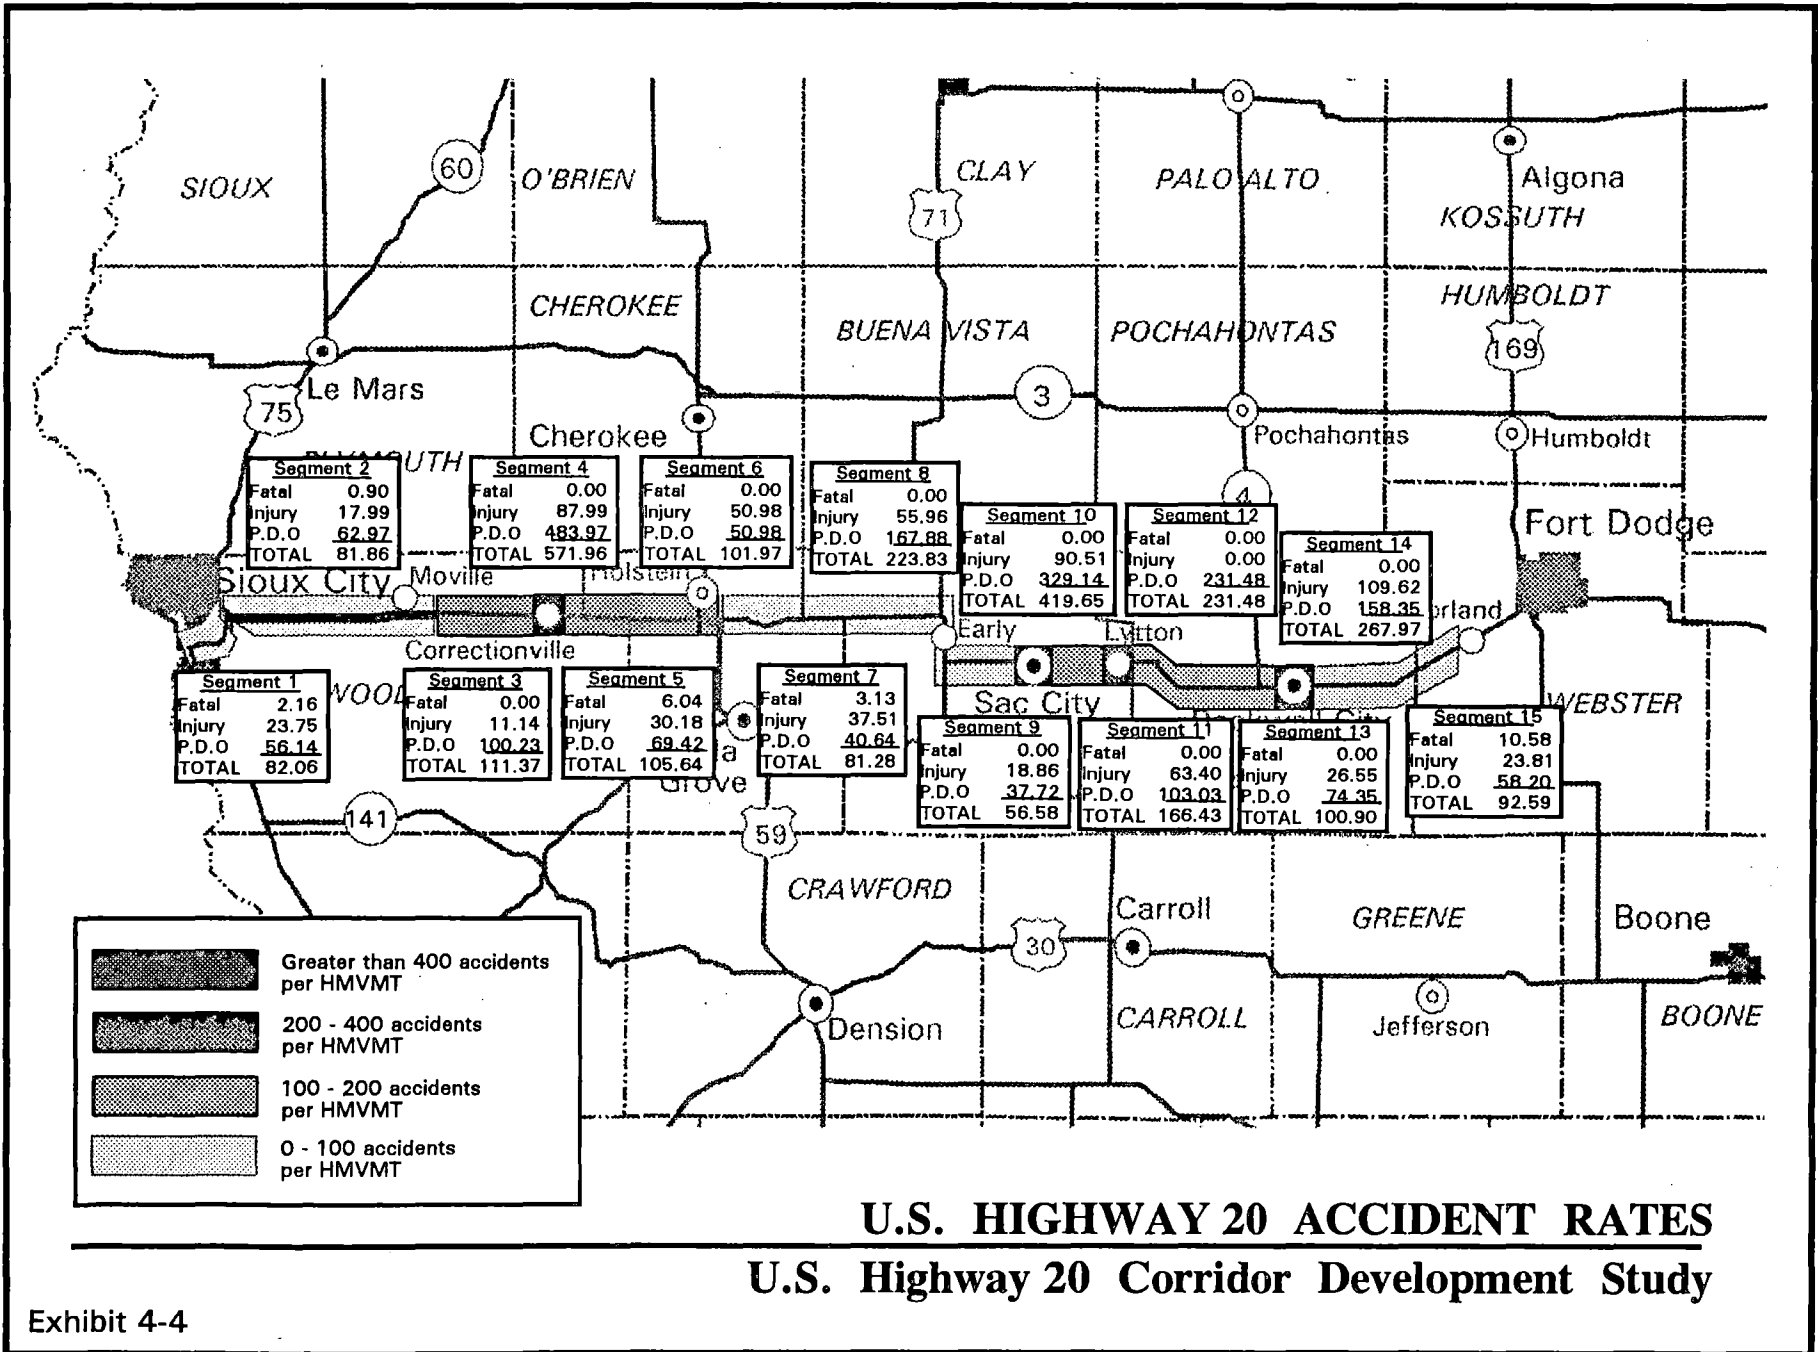 60
SIOUX
O'BRIEN
CLAY
PALO ALTO
Algona
KOSSUTH
71
CHEROKEE
BUENA VISTA
POCHAHONTAS
HUMBOLDT
169
Le Mars
75
3
Cherokee
Pochahontas
Humboldt
4
Fort Dodge
Segment 2
Fatal 0.90
Injury 17.99
P.D.O 62.97
TOTAL 81.86
Segment 4
Fatal 0.00
Injury 87.99
P.D.O 483.97
TOTAL 571.96
Segment 6
Fatal 0.00
Injury 50.98
P.D.O 50.98
TOTAL 101.97
Segment 8
Fatal 0.00
Injury 55.96
P.D.O 167.88
TOTAL 223.83
Segment 10
Fatal 0.00
Injury 90.51
P.D.O 329.14
TOTAL 419.65
Segment 12
Fatal 0.00
Injury 0.00
P.D.O 231.48
TOTAL 231.48
Segment 14
Fatal 0.00
Injury 109.62
P.D.O 158.35
TOTAL 267.97
Sioux City
Moville
Holstein
Correctionville
Early
Lytton
Sac City
WEBSTER
Segment 1
Fatal 2.16
Injury 23.75
P.D.O 56.14
TOTAL 82.06
Segment 3
Fatal 0.00
Injury 11.14
P.D.O 100.23
TOTAL 111.37
Segment 5
Fatal 6.04
Injury 30.18
P.D.O 69.42
TOTAL 105.64
Grove
Segment 7
Fatal 3.13
Injury 37.51
P.D.O 40.64
TOTAL 81.28
Segment 9
Fatal 0.00
Injury 18.86
P.D.O 37.72
TOTAL 56.58
Segment 11
Fatal 0.00
Injury 63.40
P.D.O 103.03
TOTAL 166.43
Segment 13
Fatal 0.00
Injury 26.55
P.D.O 74.35
TOTAL 100.90
Segment 15
Fatal 10.58
Injury 23.81
P.D.O 58.20
TOTAL 92.59
141
59
CRAWFORD
30
Carroll
GREENE
Boone
Dension
CARROLL
Jefferson
BOONE
Greater than 400 accidents
per HMVMT
200 - 400 accidents
per HMVMT
100 - 200 accidents
per HMVMT
0 - 100 accidents
per HMVMT
U.S. HIGHWAY 20 ACCIDENT RATES
U.S. Highway 20 Corridor Development Study
Exhibit 4-4